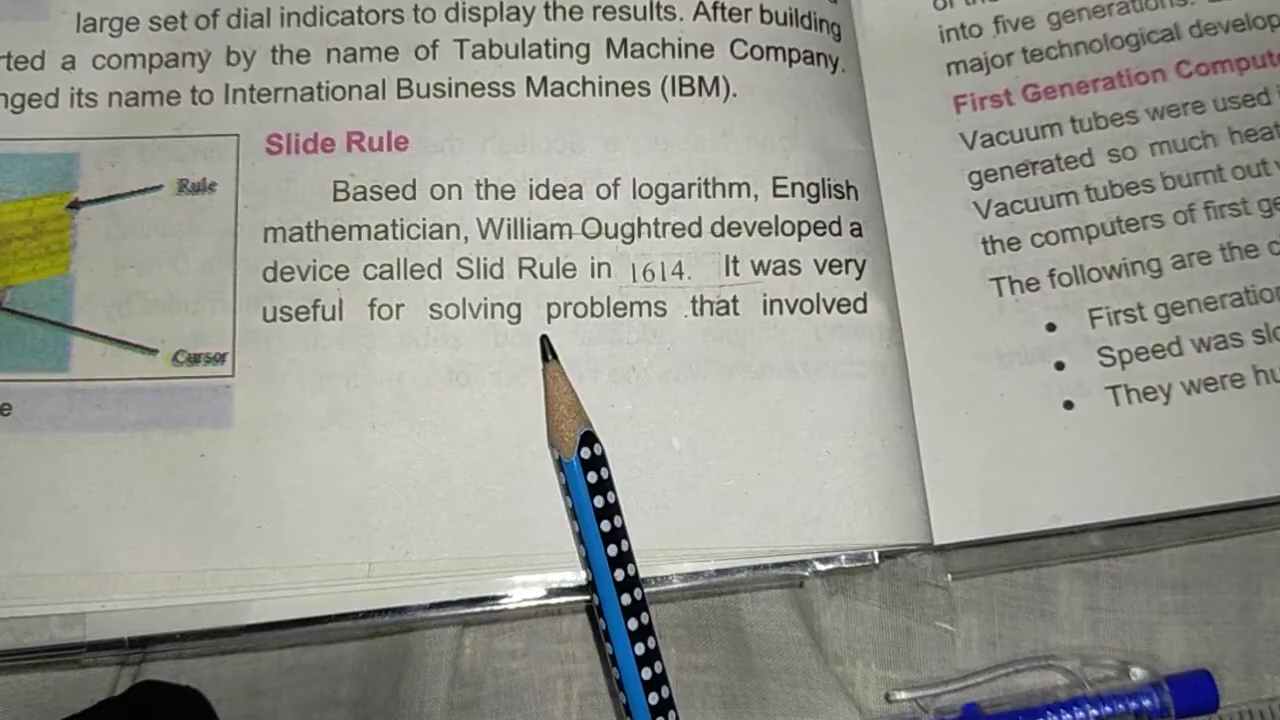 large set of dial indicators to display the results. After building
rted a company by the name of Tabulating Machine Company.
nged its name to International Business Machines (IBM).
Rule
Cursor
e
Slide Rule
Based on the idea of logarithm, English
mathematician, William Oughtred developed a
device called Slid Rule in 1614. It was very
useful for solving problems that involved
into five generations.
major technological develop
First Generation Compute
Vacuum tubes were used
generated so much heat
Vacuum tubes burnt out
the computers of first ge
The following are the c
• First generation
• Speed was slo
• They were hu